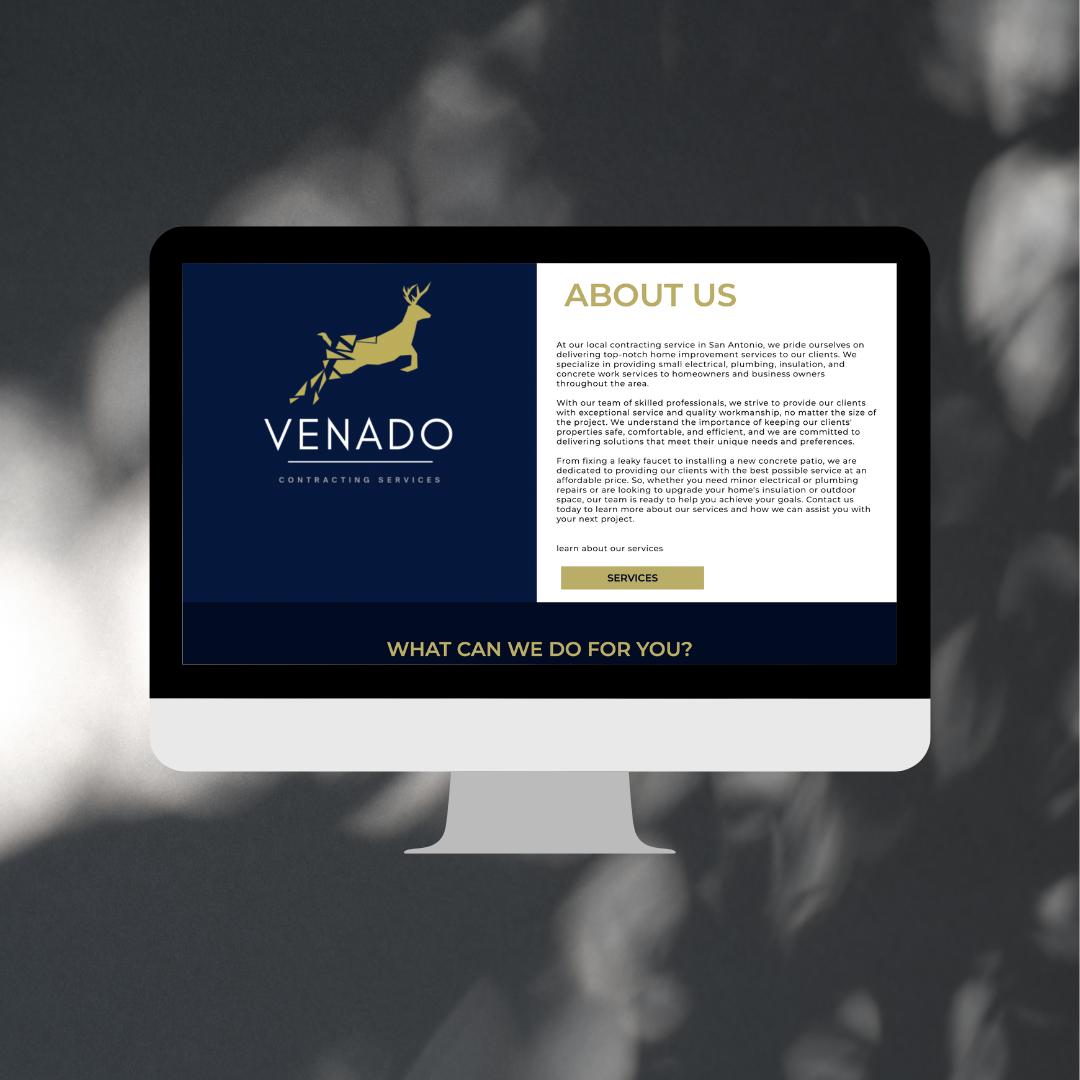 VENADO
CONTRACTING SERVICES
ABOUT US
At our local contracting service in San Antonio, we pride ourselves on
delivering top-notch home improvement services to our clients. We
specialize in providing small electrical, plumbing, insulation, and
concrete work services to homeowners and business owners
throughout the area.
With our team of skilled professionals, we strive to provide our clients
with exceptional service and quality workmanship, no matter the size of
the project. We understand the importance of keeping our clients'
properties safe, comfortable, and efficient, and we are committed to
delivering solutions that meet their unique needs and preferences.
From fixing a leaky faucet to installing a new concrete patio, we are
dedicated to providing our clients with the best possible service at an
affordable price. So, whether you need minor electrical or plumbing
repairs or are looking to upgrade your home's insulation or outdoor
space, our team is ready to help you achieve your goals. Contact us
today to learn more about our services and how we can assist you with
your next project.
learn about our services
SERVICES
WHAT CAN WE DO FOR YOU?